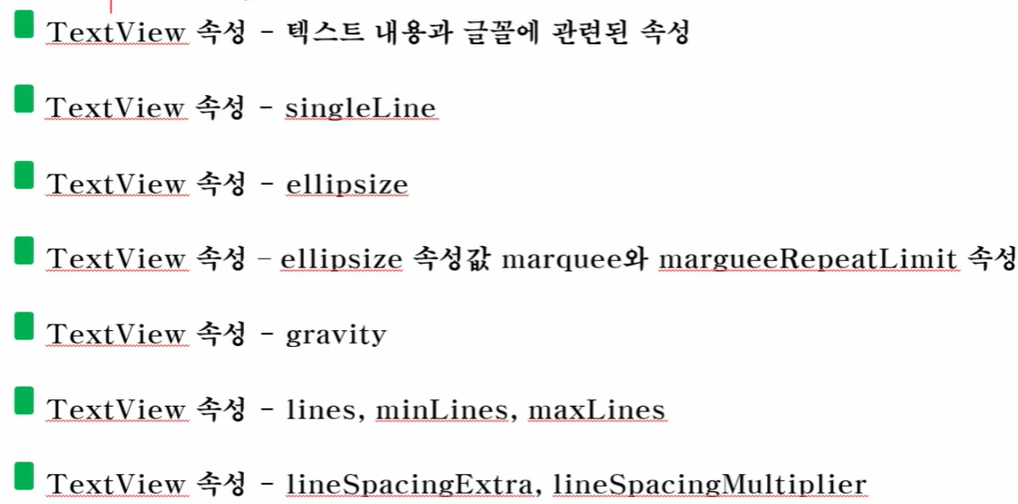 TextView 속성 - 텍스트 내용과 글꼴에 관련된 속성
TextView 속성 - singleLine
TextView 속성 - ellipsize
TextView 속성 – ellipsize 속성값 marquee와 margueeRepeatLimit 속성
TextView 속성 - gravity
TextView 속성 - lines, minLines, maxLines
TextView 속성 - lineSpacingExtra, lineSpacingMultiplier